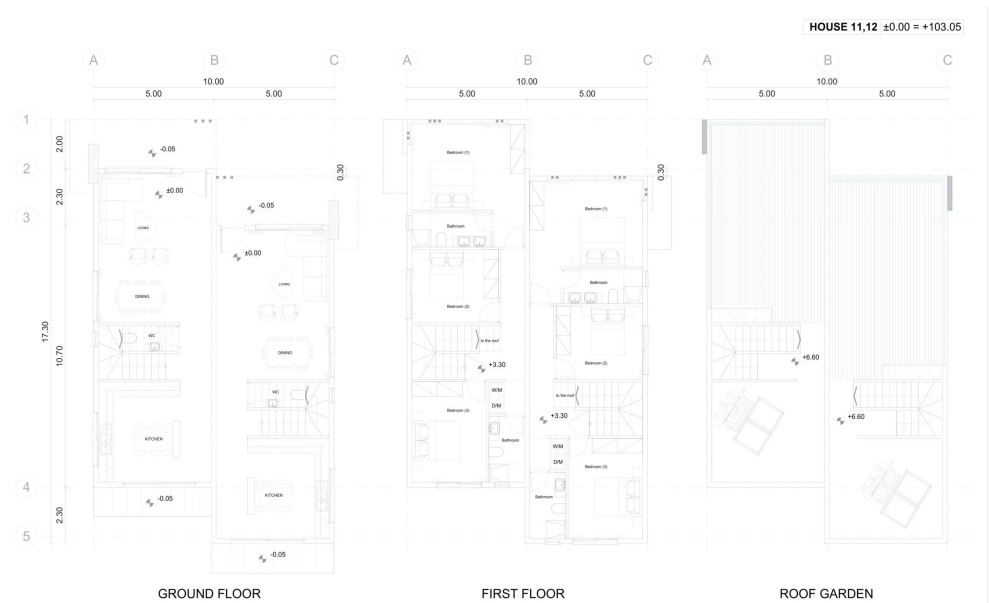 HOUSE 11,12 ±0.00 = +103.05
A B C A B C A B C
10.00 10.00 10.00
5.00 5.00 5.00 5.00 5.00 5.00
1
2.00
-0.05
Bedroom (1)
2
0.30 0.30
±0.00
2.30
-0.05
Bedroom (1)
3
LIVING
Bathroom
±0.00
LIVING
Bathroom
DINING
Bedroom (2)
17.30
WC
to the roof
10.70
DINING
+3.30
Bedroom (2)
+6.60
WC
W/M
to the roof
D/M
Bedroom (3)
+3.30
+6.60
KITCHEN
Bathroom
W/M
D/M
Bedroom (3)
4
-0.05
KITCHEN
Bathroom
2.30
5
-0.05
GROUND FLOOR FIRST FLOOR ROOF GARDEN